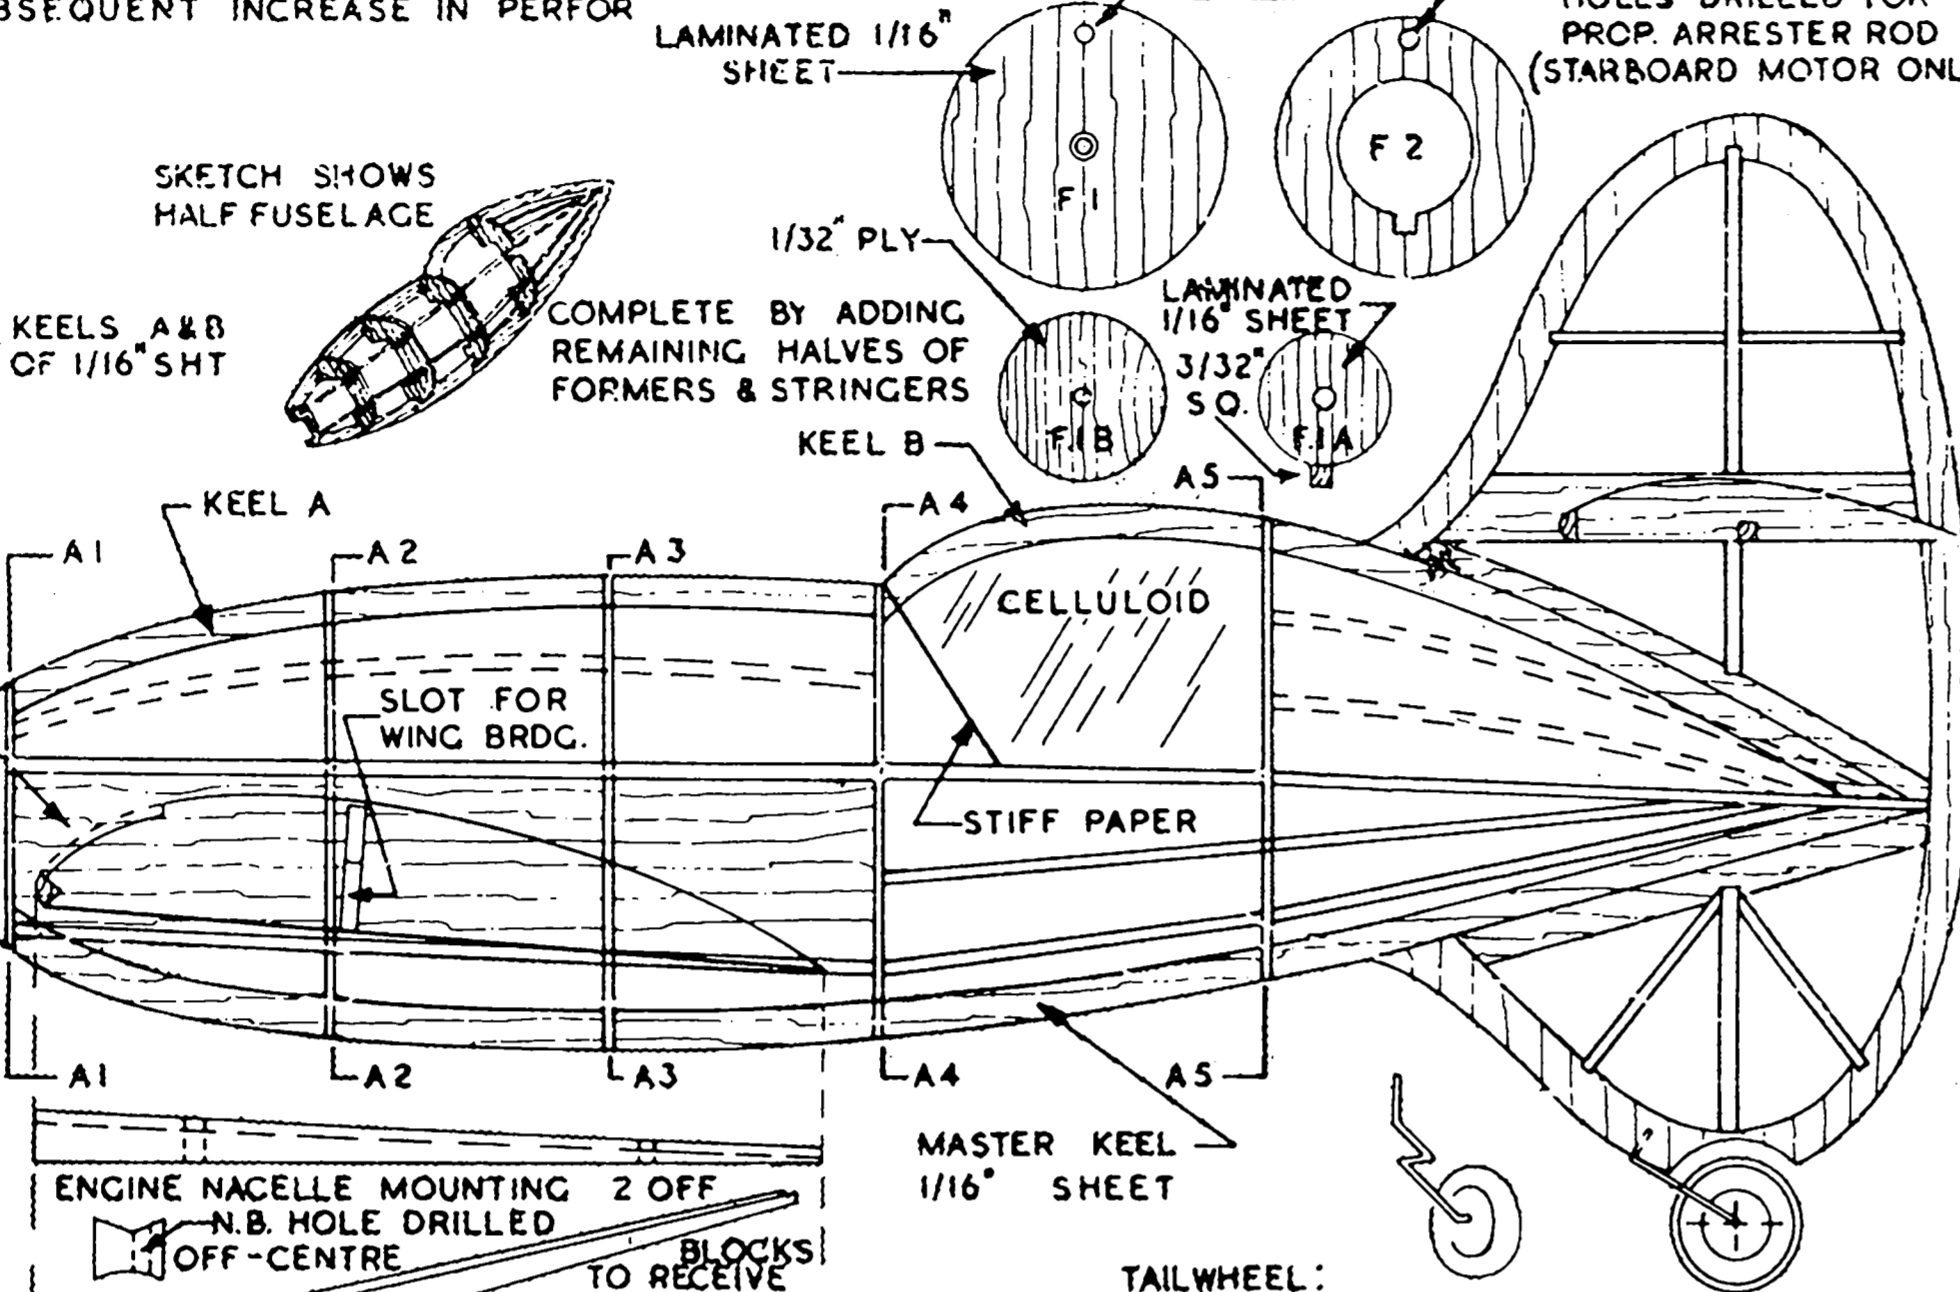 BSEQUENT INCREASE IN PERFOR
LAMINATED 1/16"
SHEET
HOLES DRILLED FOR
PROP. ARRESTER ROD
(STARBOARD MOTOR ONL
F 1
F 2
SKETCH SHOWS
HALF FUSELAGE
1/32" PLY
LAMINATED
1/16" SHEET
3/32"
SQ.
KEELS A & B
OF 1/16" SHT
COMPLETE BY ADDING
REMAINING HALVES OF
FORMERS & STRINGERS
F.1B
F.1A
KEEL B
KEEL A
A1
A2
A3
A4
A5
CELLULOID
SLOT FOR
WING BRDG.
STIFF PAPER
A1
A2
A3
A4
A5
MASTER KEEL
1/16" SHEET
ENGINE NACELLE MOUNTING 2 OFF
N.B. HOLE DRILLED
OFF-CENTRE
BLOCKS
TO RECEIVE
TAILWHEEL: